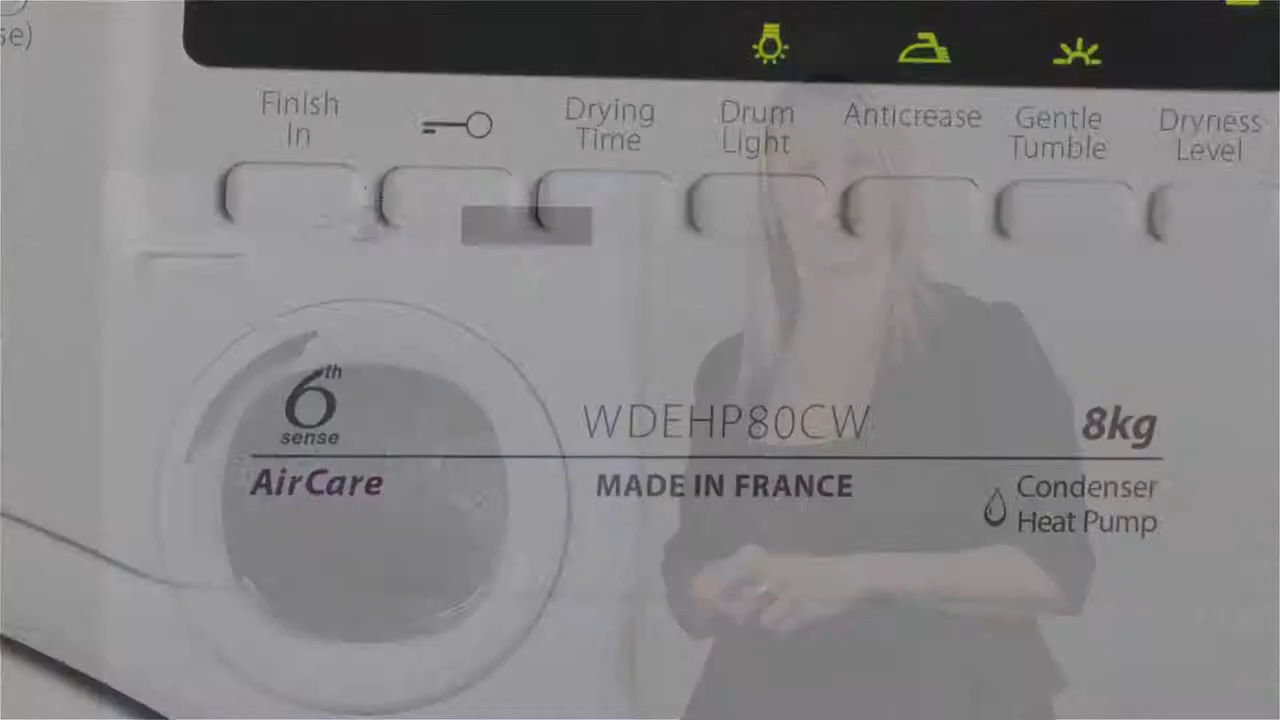 se)
Finish
In
Drying
Time
Drum
Light
Anticrease
Gentle
Tumble
Dryness
Level
6th
sense
AirCare
WDEHP80CW
MADE IN FRANCE
8kg
Condenser
Heat Pump